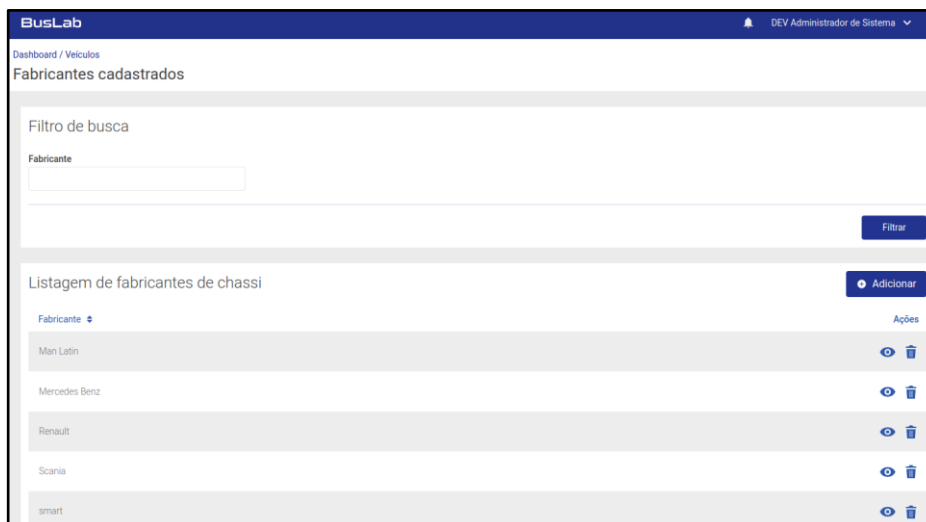 BusLab
DEV Administrador de Sistema
Dashboard / Veículos
Fabricantes cadastrados
Filtro de busca
Fabricante
Filtrar
Listagem de fabricantes de chassi
Adicionar
Fabricante
Ações
Man Latin
Mercedes Benz
Renault
Scania
smart